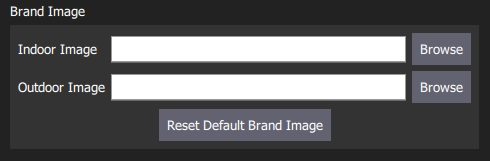 Brand Image
Indoor Image Browse
Outdoor Image Browse
Reset Default Brand Image